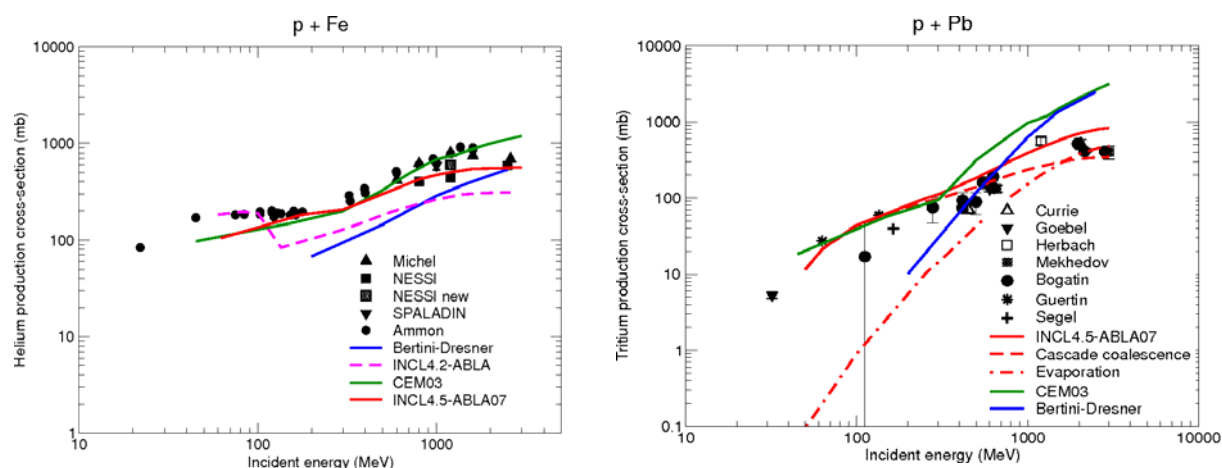 p + Fe
Helium production cross-section (mb)
10000
1000
100
10
1
Michel
NESSI
NESSI new
SPALADIN
Ammon
Bertini-Dresner
INCL4.2-ABLA
CEM03
INCL4.5-ABLA07
10 100 1000
Incident energy (MeV)
p + Pb
Tritium production cross-section (mb)
10000
1000
100
10
1
0.1
Currie
Goebel
Herbach
Mekhedov
Bogatin
Guertin
Segel
INCL4.5-ABLA07
Cascade coalescence
Evaporation
CEM03
Bertini-Dresner
10 100 1000 10000
Incident energy (MeV)